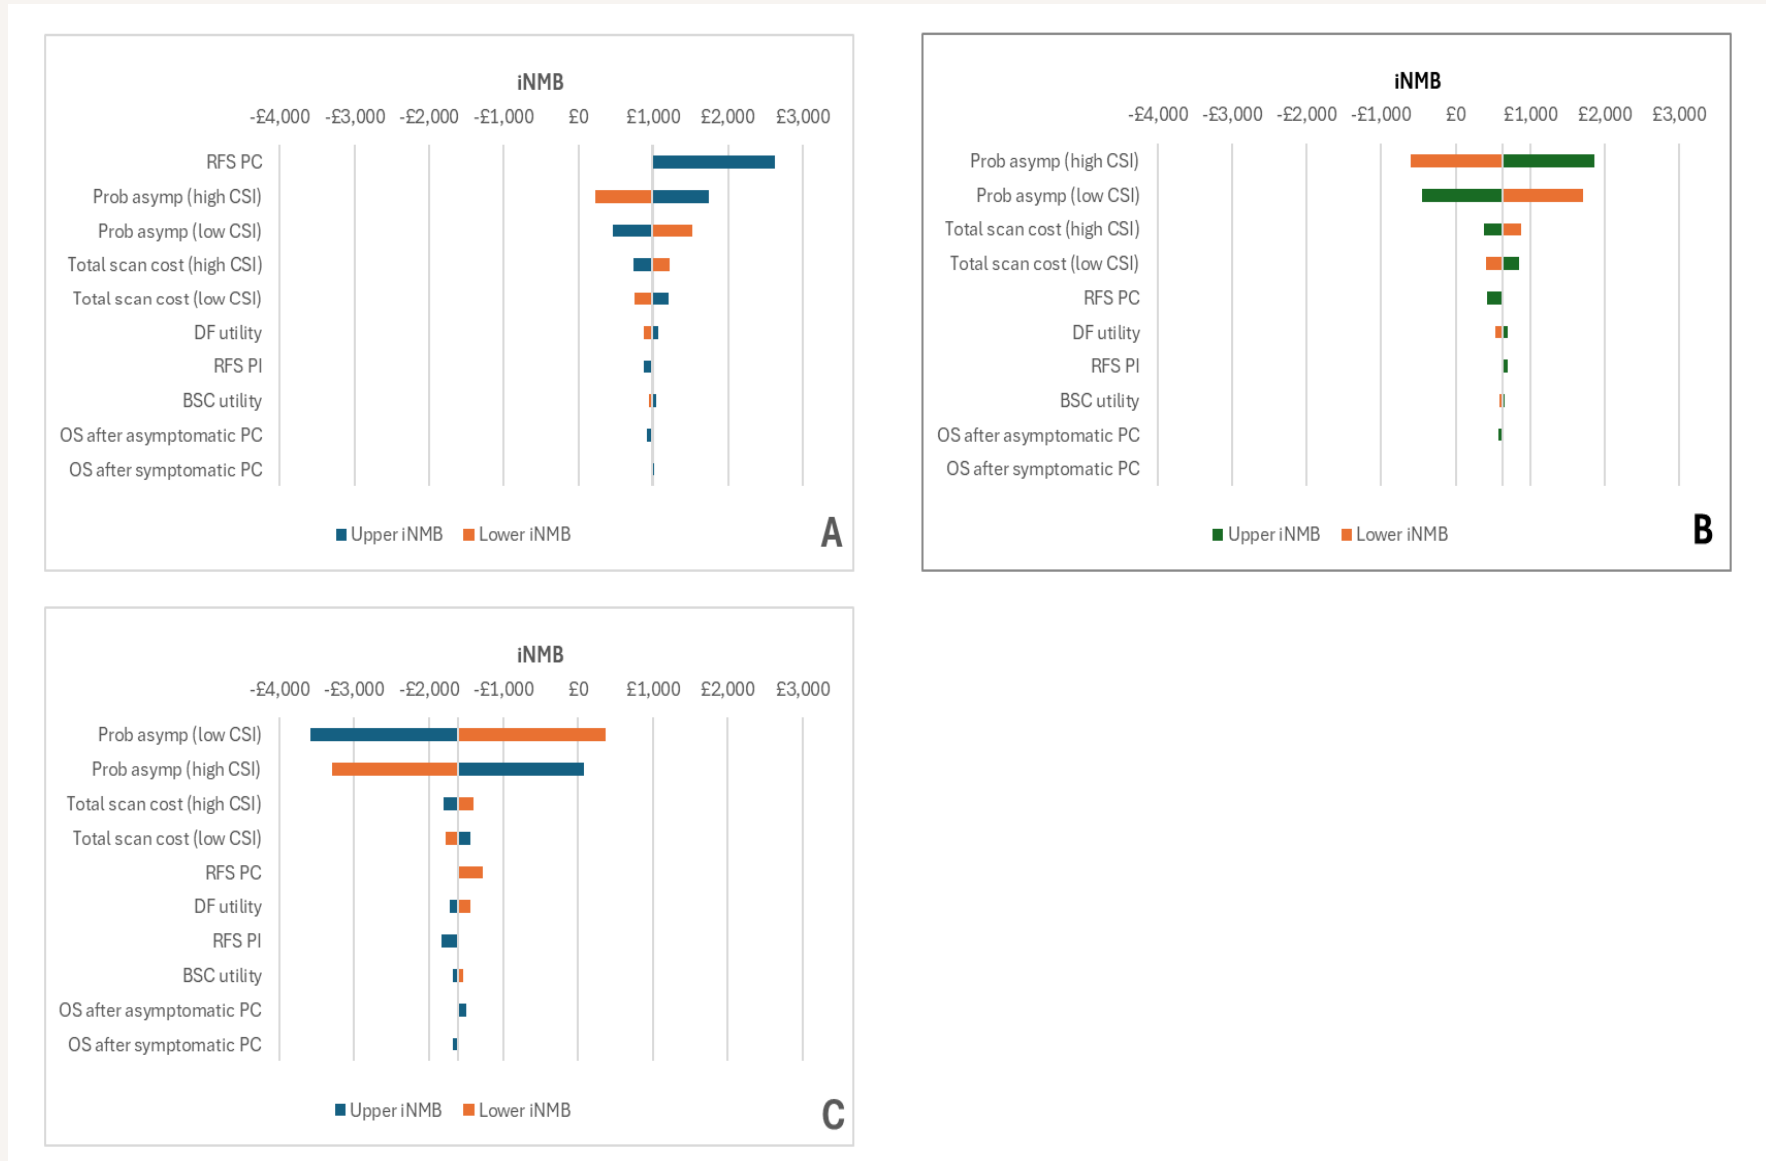 iNMB
-£4,000 -£3,000 -£2,000 -£1,000 £0 £1,000 £2,000 £3,000
RFS PC
Prob asymp (high CSI)
Prob asymp (low CSI)
Total scan cost (high CSI)
Total scan cost (low CSI)
DF utility
RFS PI
BSC utility
OS after asymptomatic PC
OS after symptomatic PC
Upper iNMB Lower iNMB
A
iNMB
-£4,000 -£3,000 -£2,000 -£1,000 £0 £1,000 £2,000 £3,000
Prob asymp (high CSI)
Prob asymp (low CSI)
Total scan cost (high CSI)
Total scan cost (low CSI)
RFS PC
DF utility
RFS PI
BSC utility
OS after asymptomatic PC
OS after symptomatic PC
Upper iNMB Lower iNMB
B
iNMB
-£4,000 -£3,000 -£2,000 -£1,000 £0 £1,000 £2,000 £3,000
Prob asymp (low CSI)
Prob asymp (high CSI)
Total scan cost (high CSI)
Total scan cost (low CSI)
RFS PC
DF utility
RFS PI
BSC utility
OS after asymptomatic PC
OS after symptomatic PC
Upper iNMB Lower iNMB
C